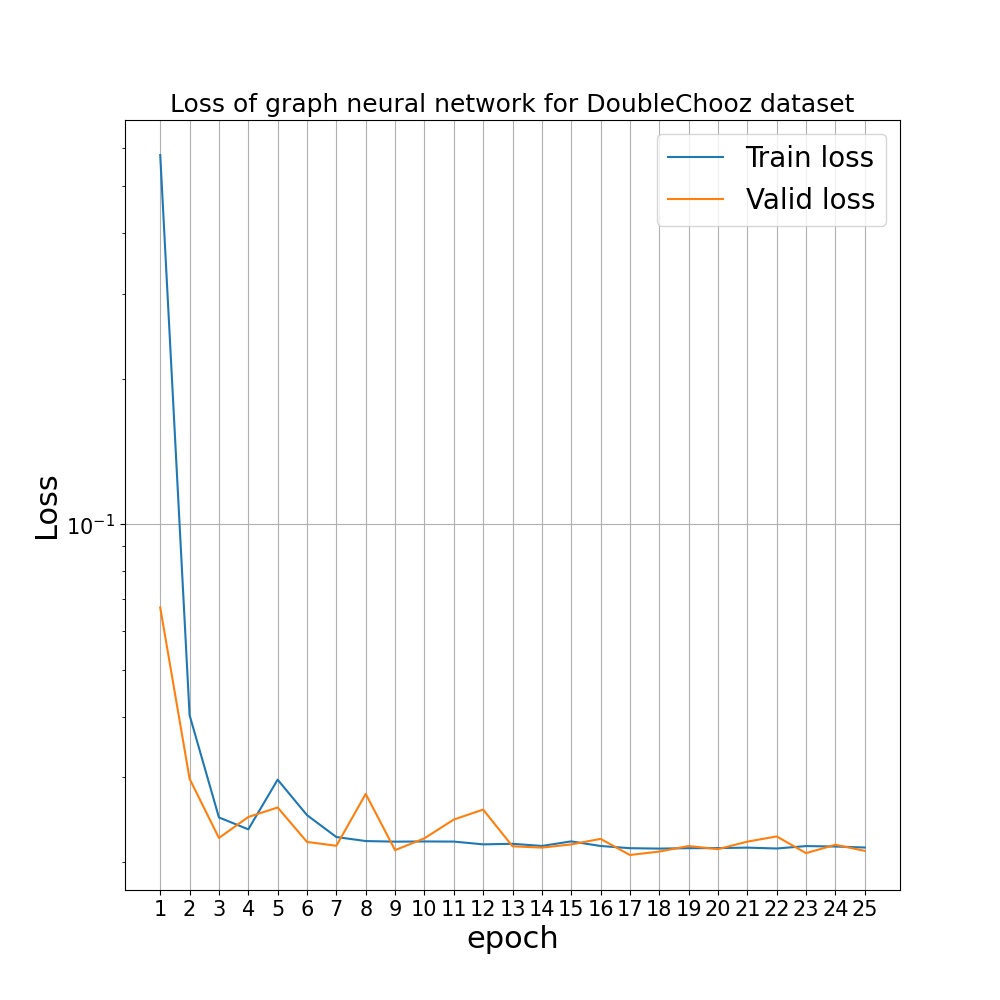 Loss of graph neural network for DoubleChooz dataset
Train loss
Valid loss
Loss
10⁻¹
1 2 3 4 5 6 7 8 9 10 11 12 13 14 15 16 17 18 19 20 21 22 23 24 25
epoch